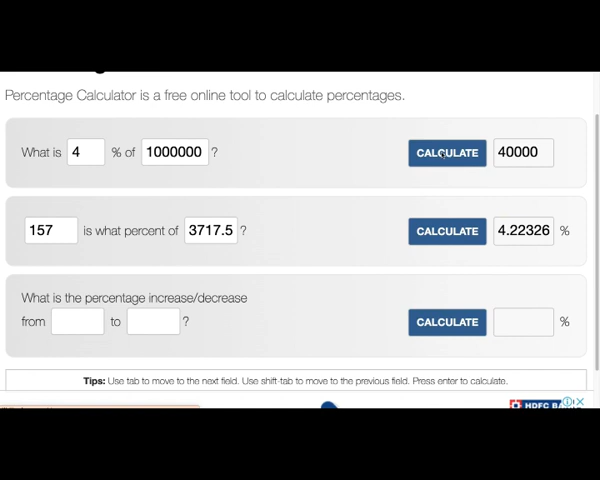 Percentage Calculator is a free online tool to calculate percentages.
What is 4 % of 1000000 ? CALCULATE 40000
157 is what percent of 3717.5 ? CALCULATE 4.22326 %
What is the percentage increase/decrease
from to ? CALCULATE %
Tips: Use tab to move to the next field. Use shift-tab to move to the previous field. Press enter to calculate.
HDFC